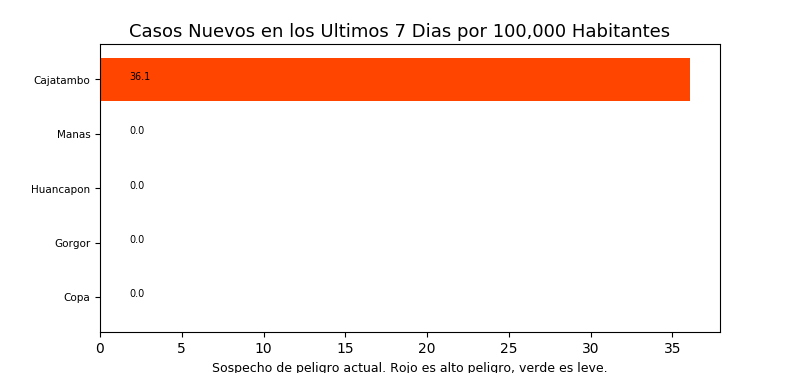 Casos Nuevos en los Ultimos 7 Dias por 100,000 Habitantes
Cajatambo 36.1
Manas 0.0
Huancapon 0.0
Gorgor 0.0
Copa 0.0
0 5 10 15 20 25 30 35
Sospecho de peligro actual. Rojo es alto peligro, verde es leve.